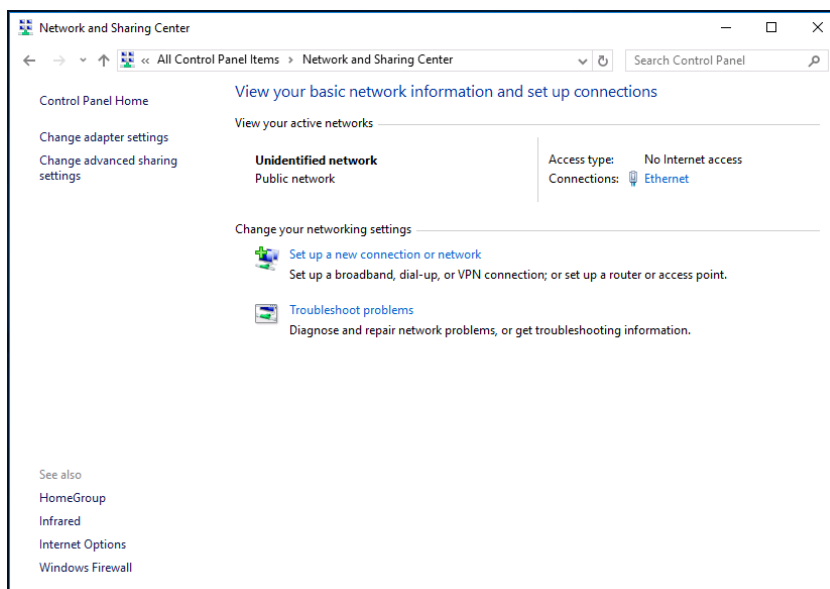 Network and Sharing Center
« All Control Panel Items › Network and Sharing Center
Search Control Panel
Control Panel Home
Change adapter settings
Change advanced sharing
settings
View your basic network information and set up connections
View your active networks
Unidentified network
Public network
Access type: No Internet access
Connections: Ethernet
Change your networking settings
Set up a new connection or network
Set up a broadband, dial-up, or VPN connection; or set up a router or access point.
Troubleshoot problems
Diagnose and repair network problems, or get troubleshooting information.
See also
HomeGroup
Infrared
Internet Options
Windows Firewall